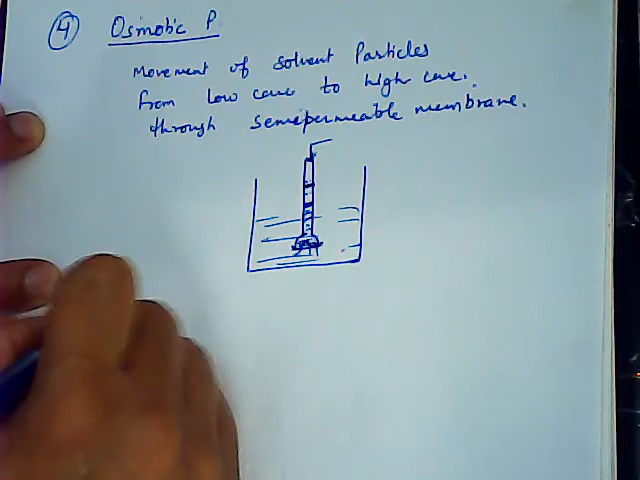 4 Osmotic P.
Movement of solvent Particles
from low conc to high conc.
through semipermeable membrane.